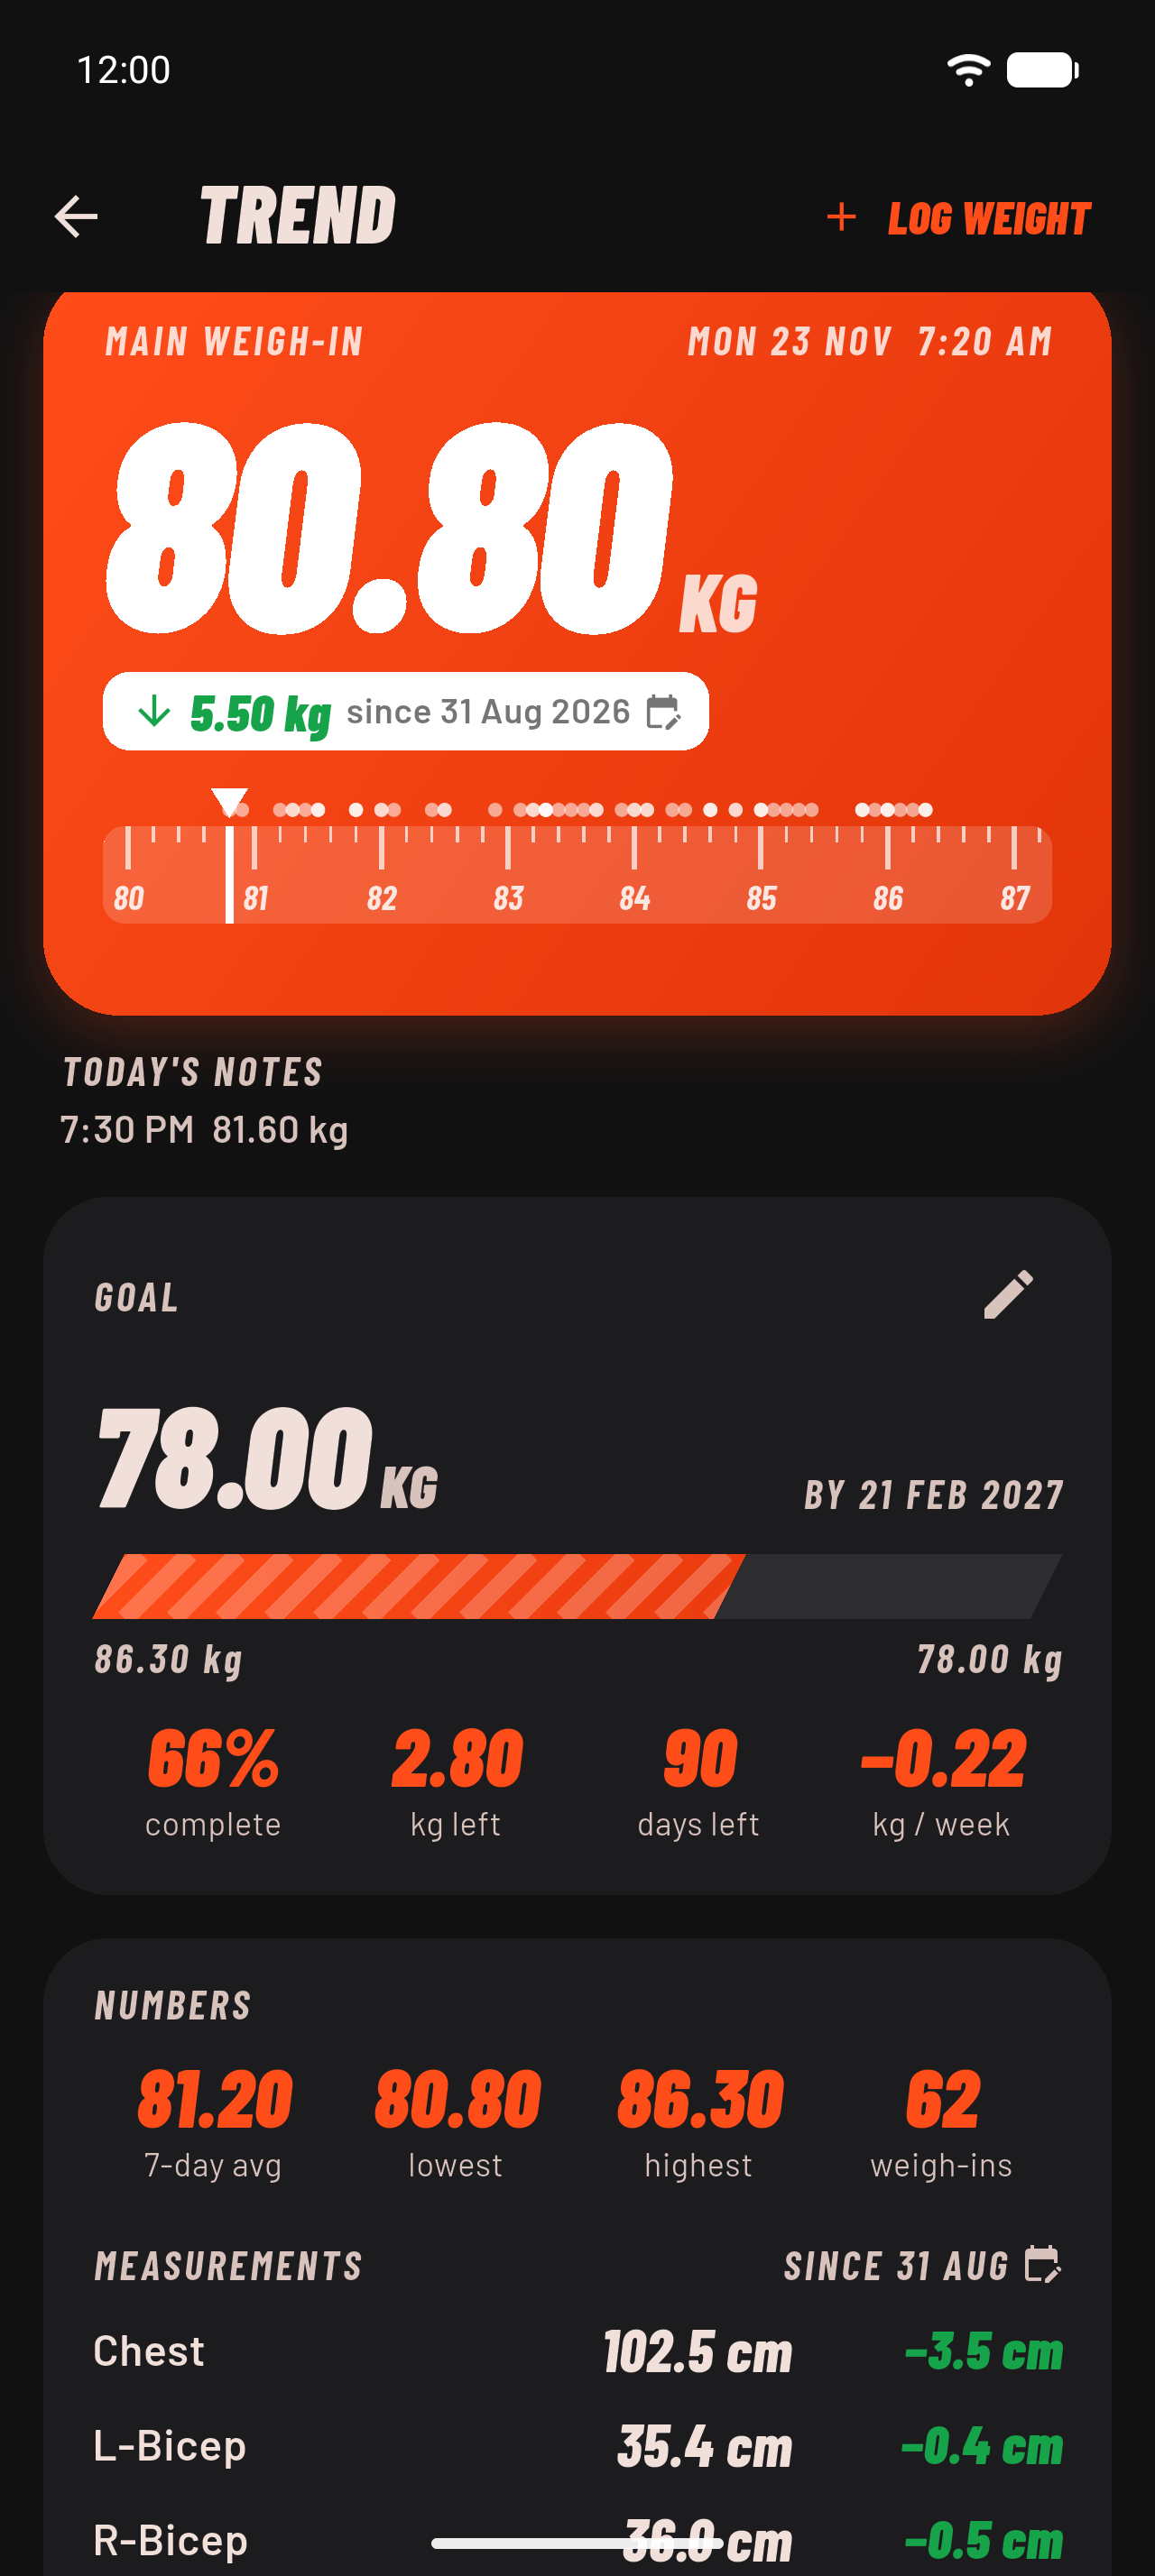 12:00
TREND
+ LOG WEIGHT
MAIN WEIGH-IN MON 23 NOV 7:20 AM
80.80 KG
↓ 5.50 kg since 31 Aug 2026
80 81 82 83 84 85 86 87
TODAY'S NOTES
7:30 PM 81.60 kg
GOAL
78.00 KG BY 21 FEB 2027
86.30 kg 78.00 kg
66% 2.80 90 −0.22
complete kg left days left kg / week
NUMBERS
81.20 80.80 86.30 62
7-day avg lowest highest weigh-ins
MEASUREMENTS SINCE 31 AUG
Chest 102.5 cm −3.5 cm
L-Bicep 35.4 cm −0.4 cm
R-Bicep 36.0 cm −0.5 cm